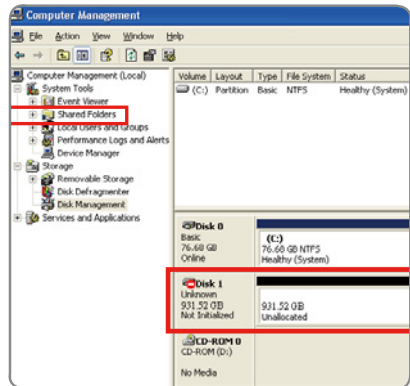 Computer Management
File Action View Window Help
Computer Management (Local)
System Tools
Event Viewer
Shared Folders
Local Users and Groups
Performance Logs and Alerts
Device Manager
Storage
Removable Storage
Disk Defragmenter
Disk Management
Services and Applications
Volume Layout Type File System Status
(C:) Partition Basic NTFS Healthy (System)
Disk 0
Basic
76.60 GB
Online
(C:)
76.60 GB NTFS
Healthy (System)
Disk 1
Unknown
931.52 GB
Not Initialized
931.52 GB
Unallocated
CD-ROM 0
CD-ROM (D:)
No Media